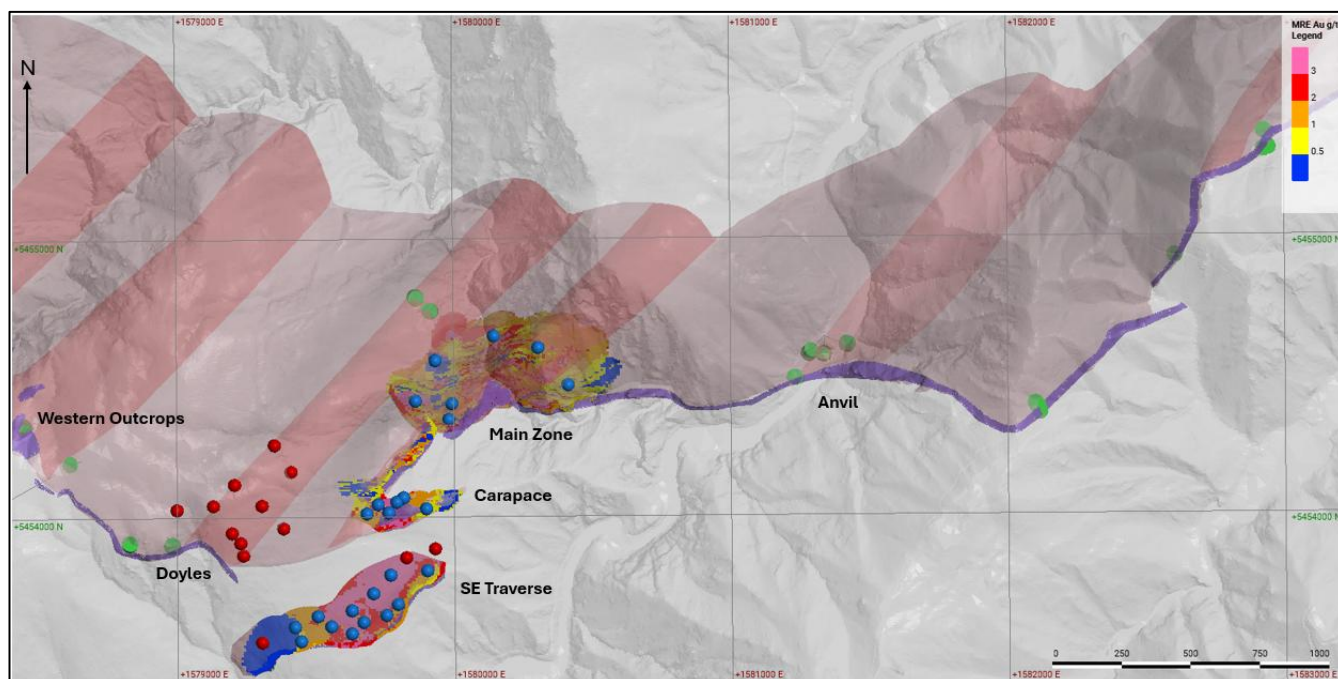 +1579000 E
+1580000 E
+1581000 E
+1582000 E
MRE Au g/t
Legend
3
2
1
0.5
N
+5455000 N
+5455000 N
Western Outcrops
Main Zone
Anvil
Carapace
+5454000 N
+5454000 N
Doyles
SE Traverse
0
250
500
750
1000
+1579000 E
+1580000 E
+1581000 E
+1582000 E
+1583000 E